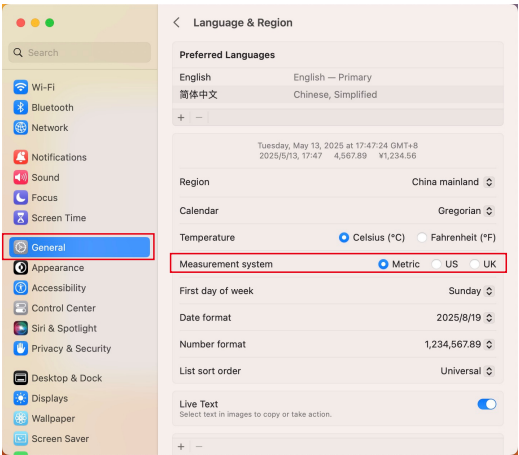 Language & Region
Search
Wi-Fi
Bluetooth
Network
Notifications
Sound
Focus
Screen Time
General
Appearance
Accessibility
Control Center
Siri & Spotlight
Privacy & Security
Desktop & Dock
Displays
Wallpaper
Screen Saver
Preferred Languages
English English — Primary
简体中文 Chinese, Simplified
+ −
Tuesday, May 13, 2025 at 17:47:24 GMT+8
2025/5/13, 17:47 4,567.89 ¥1,234.56
Region China mainland
Calendar Gregorian
Temperature Celsius (°C) Fahrenheit (°F)
Measurement system Metric US UK
First day of week Sunday
Date format 2025/8/19
Number format 1,234,567.89
List sort order Universal
Live Text
Select text in images to copy or take action.
+ −